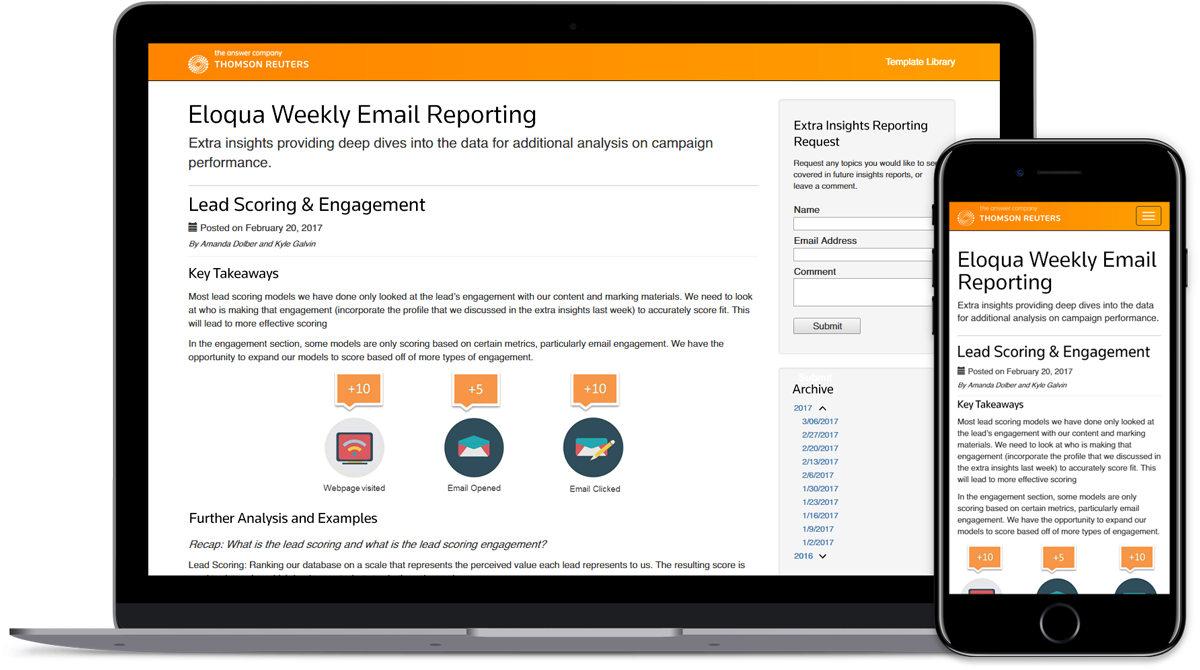 the answer company
THOMSON REUTERS
Template Library
Eloqua Weekly Email Reporting
Extra insights providing deep dives into the data for additional analysis on campaign
performance.
Lead Scoring & Engagement
Posted on February 20, 2017
By Amanda Dolber and Kyle Galvin
Key Takeaways
Most lead scoring models we have done only looked at the lead's engagement with our content and marking materials. We need to look
at who is making that engagement (incorporate the profile that we discussed in the extra insights last week) to accurately score fit. This
will lead to more effective scoring
In the engagement section, some models are only scoring based on certain metrics, particularly email engagement. We have the
opportunity to expand our models to score based off of more types of engagement.
+10
+5
+10
Webpage visited
Email Opened
Email Clicked
Further Analysis and Examples
Recap: What is the lead scoring and what is the lead scoring engagement?
Lead Scoring: Ranking our database on a scale that represents the perceived value each lead represents to us. The resulting score is
Extra Insights Reporting
Request
Request any topics you would like to see
covered in future insights reports, or
leave a comment.
Name
Email Address
Comment
Submit
Archive
2017
3/06/2017
2/27/2017
2/20/2017
2/13/2017
2/6/2017
1/30/2017
1/23/2017
1/16/2017
1/9/2017
1/2/2017
2016
the answer company
THOMSON REUTERS
Eloqua Weekly Email
Reporting
Extra insights providing deep dives into the data
for additional analysis on campaign performance.
Lead Scoring & Engagement
Posted on February 20, 2017
By Amanda Dolber and Kyle Galvin
Key Takeaways
Most lead scoring models we have done only looked at
the lead's engagement with our content and marking
materials. We need to look at who is making that
engagement (incorporate the profile that we discussed in
the extra insights last week) to accurately score fit. This
will lead to more effective scoring
In the engagement section, some models are only
scoring based on certain metrics, particularly email
engagement. We have the opportunity to expand our
models to score based off of more types of engagement.
+10
+5
+10